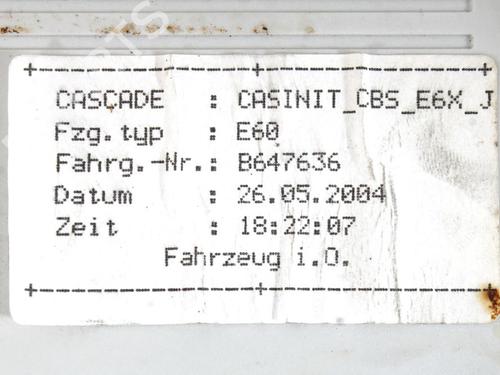 +--------------------+--------------------+
CASCADE : CASINIT_CBS_E6X_J
Fzg.typ : E60
Fahrg.-Nr.: B647636
Datum : 26.05.2004
Zeit : 18:22:07
Fahrzeug i.O.
+--------------------+--------------------+